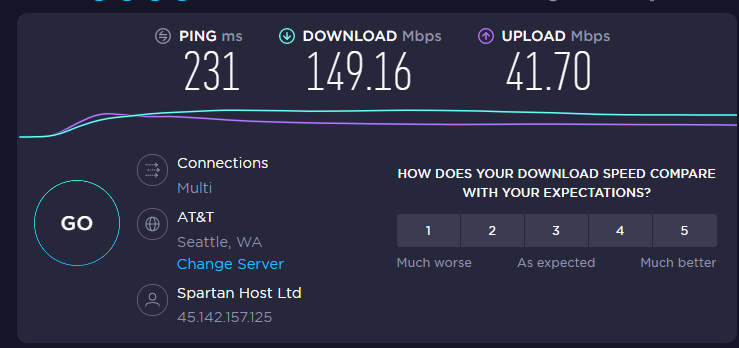 PING ms
DOWNLOAD Mbps
UPLOAD Mbps
231
149.16
41.70
GO
Connections
Multi
AT&T
Seattle, WA
Change Server
Spartan Host Ltd
45.142.157.125
HOW DOES YOUR DOWNLOAD SPEED COMPARE
WITH YOUR EXPECTATIONS?
1 2 3 4 5
Much worse As expected Much better